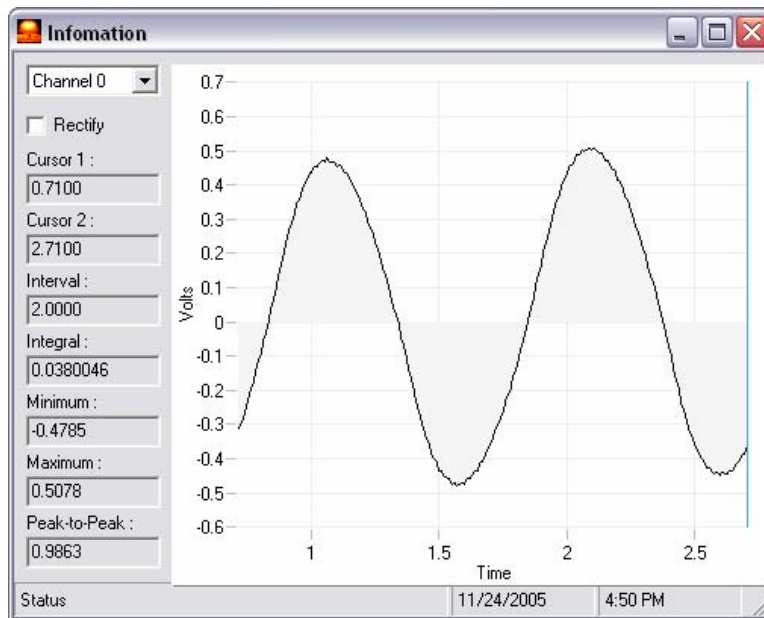 Infomation
Channel 0
Rectify
Cursor 1 :
0.7100
Cursor 2 :
2.7100
Interval :
2.0000
Integral :
0.0380046
Minimum :
-0.4785
Maximum :
0.5078
Peak-to-Peak :
0.9863
0.7
0.6
0.5
0.4
0.3
0.2
0.1
0
-0.1
-0.2
-0.3
-0.4
-0.5
-0.6
Volts
1
1.5
2
2.5
Time
Status
11/24/2005
4:50 PM